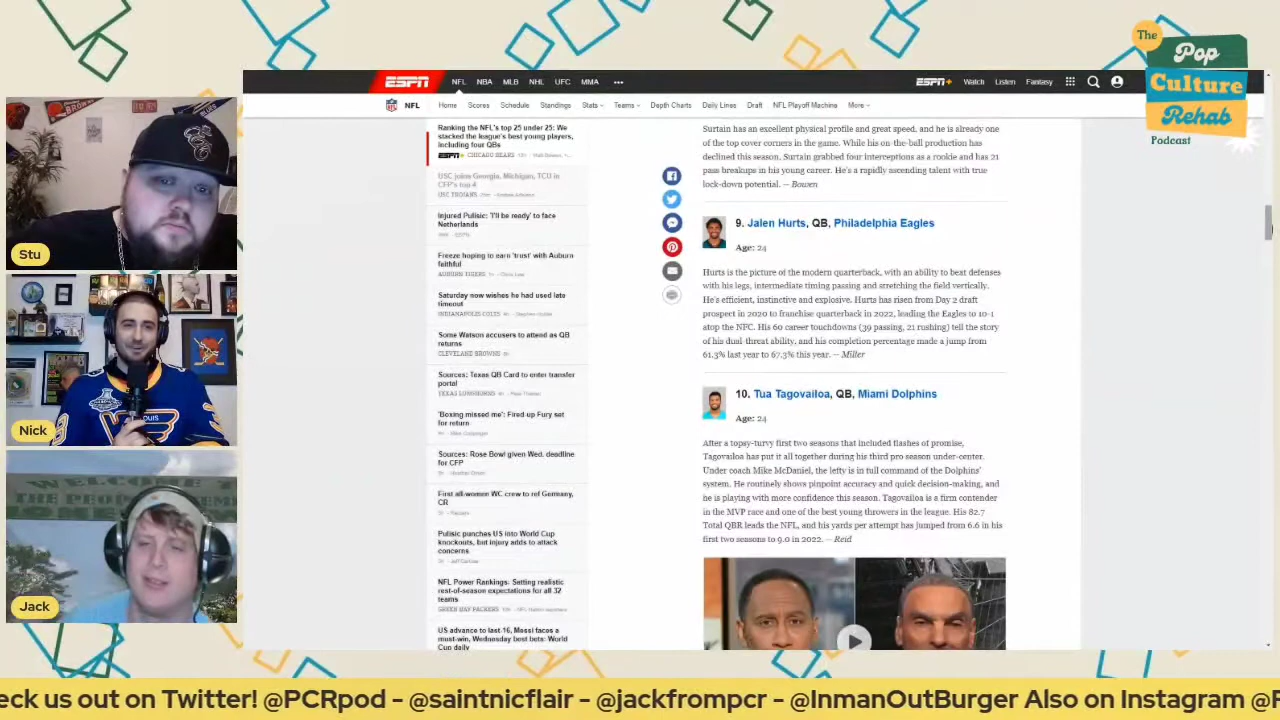 The
Pop
Culture
Rehab
Podcast
ESPN
NFL NBA MLB NHL UFC MMA
ESPN+ Watch Listen Fantasy
NFL Home Scores Schedule Standings Stats Teams Depth Charts Daily Lines Draft NFL Playoff Machine More
Stu
Nick
Jack
Ranking the NFL's top 25 under 25: We
stacked the league's best young players,
including four QBs
ESPN+ CHICAGO BEARS
USC joins Georgia, Michigan, TCU in
CFP's top 4
USC TROJANS
Injured Pulisic: 'I'll be ready' to face
Netherlands
Freeze hoping to earn 'trust' with Auburn
faithful
AUBURN TIGERS
Saturday now wishes he had used late
timeout
INDIANAPOLIS COLTS
Some Watson accusers to attend as QB
returns
CLEVELAND BROWNS
Sources: Texas QB Card to enter transfer
portal
TEXAS LONGHORNS
'Boxing missed me': Fired up Fury set
for return
Sources: Rose Bowl given Wed. deadline
for CFP
First all-women WC crew to ref Germany,
CR
Pulisic punches US into World Cup
knockouts, but injury adds to attack
concerns
NFL Power Rankings: Setting realistic
rest-of-season expectations for all 32
teams
GREEN BAY PACKERS
US advance to last-16, Messi faces a
must-win, Wednesday best bets: World
Cup daily
Surtain has an excellent physical profile and great speed, and he is already one
of the top cover corners in the game. While his on-the-ball production has
declined this season, Surtain grabbed four interceptions as a rookie and has 21
pass breakups in his young career. He's a rapidly ascending talent with true
lock-down potential. -- Bowen
9. Jalen Hurts, QB, Philadelphia Eagles
Age: 24
Hurts is the picture of the modern quarterback, with an ability to beat defenses
with his legs, intermediate timing passing and stretching the field vertically.
He's efficient, instinctive and explosive. Hurts has risen from Day 2 draft
prospect in 2020 to franchise quarterback in 2022, leading the Eagles to 10-1
atop the NFC. His 60 career touchdowns (39 passing, 21 rushing) tell the story
of his dual-threat ability, and his completion percentage made a jump from
61.3% last year to 67.3% this year. -- Miller
10. Tua Tagovailoa, QB, Miami Dolphins
Age: 24
After a topsy-turvy first two seasons that included flashes of promise,
Tagovailoa has put it all together during his third pro season under-center.
Under coach Mike McDaniel, the lefty is in full command of the Dolphins'
system. He routinely shows pinpoint accuracy and quick decision-making, and
he is playing with more confidence this season. Tagovailoa is a firm contender
in the MVP race and one of the best young throwers in the league. His 82.7
Total QBR leads the NFL, and his yards per attempt has jumped from 6.6 in his
first two seasons to 9.0 in 2022. -- Reid
eck us out on Twitter! @PCRpod - @saintnicflair - @jackfrompcr - @InmanOutBurger Also on Instagram @P